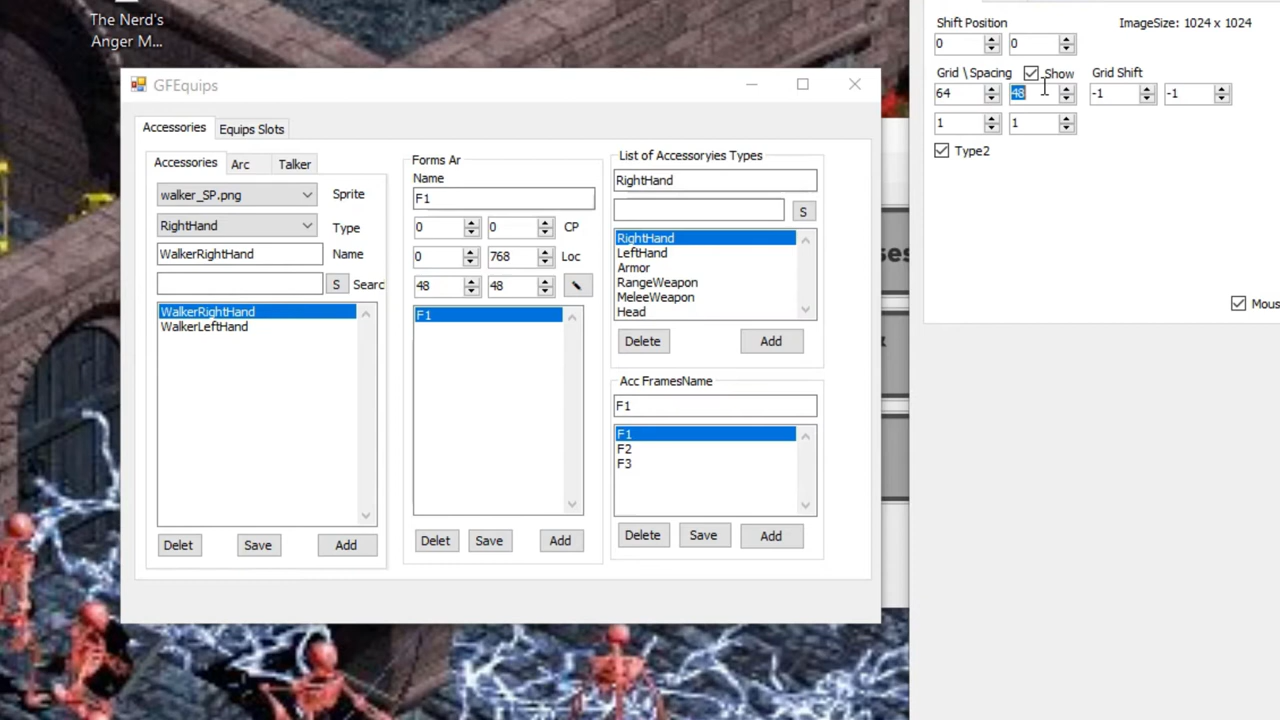 The Nerd's
Anger M...
GFEquips
Accessories
Equips Slots
Accessories
Arc
Talker
walker_SP.png
Sprite
RightHand
Type
WalkerRightHand
Name
S
Searc
WalkerRightHand
WalkerLeftHand
Delet
Save
Add
Forms Ar
Name
F1
0
0
CP
0
768
Loc
48
48
F1
Delet
Save
Add
List of Accessoryies Types
RightHand
S
RightHand
LeftHand
Armor
RangeWeapon
MeleeWeapon
Head
Delete
Add
Acc FramesName
F1
F1
F2
F3
Delete
Save
Add
Shift Position
ImageSize: 1024 x 1024
0
0
Grid \ Spacing
Show
Grid Shift
64
48
-1
-1
1
1
Type2
Mous